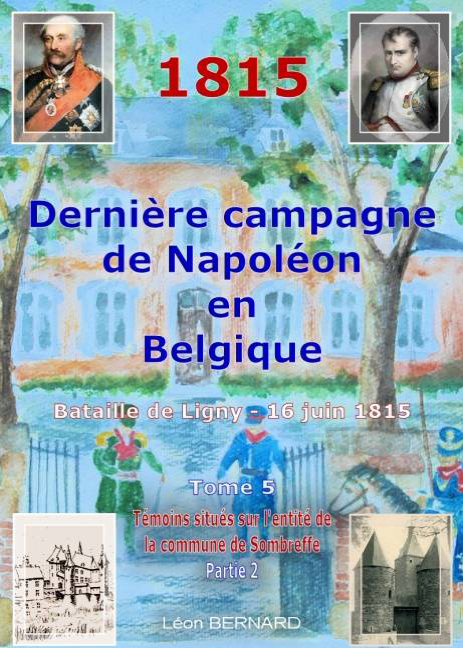 1815
Dernière campagne
de Napoléon
en
Belgique
Bataille de Ligny - 16 juin 1815
Tome 5
Témoins situés sur l'entité de
la commune de Sombreffe
Partie 2
Léon BERNARD